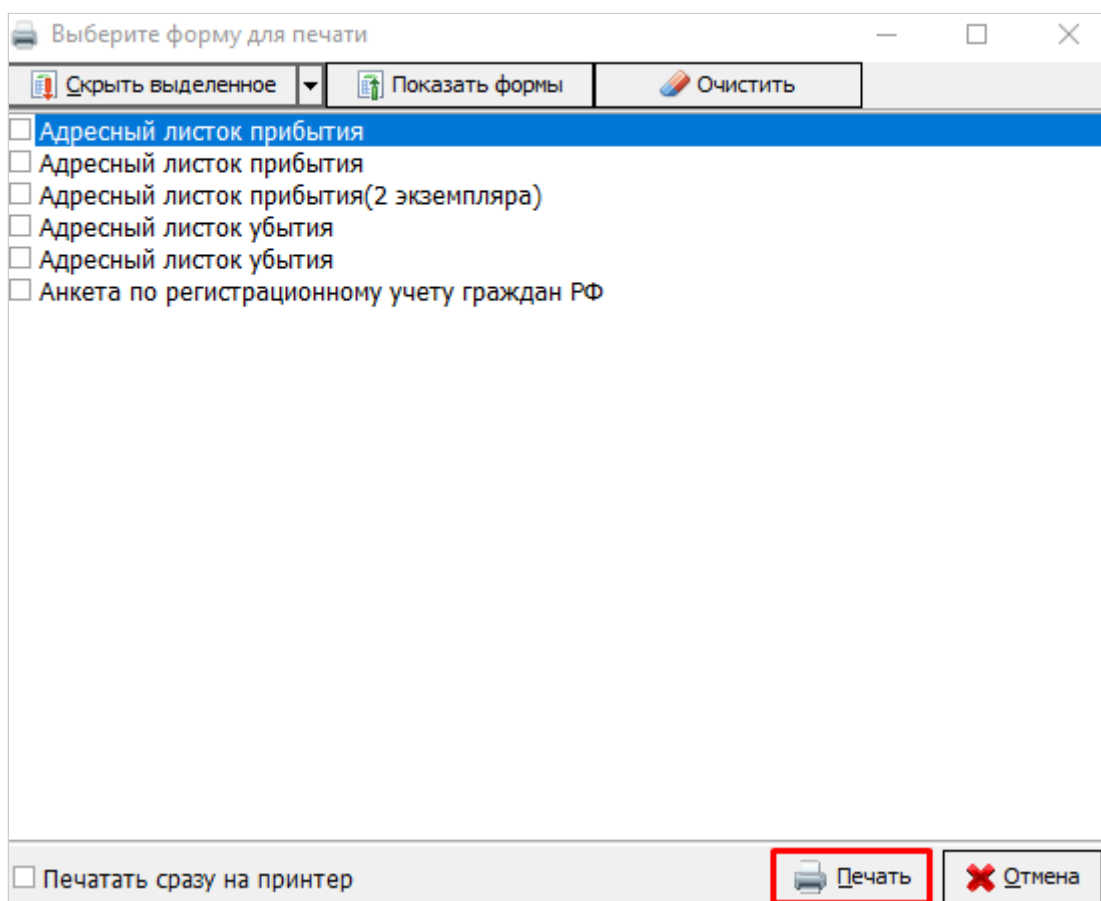 Выберите форму для печати
Скрыть выделенное Показать формы Очистить
Адресный листок прибытия
Адресный листок прибытия
Адресный листок прибытия(2 экземпляра)
Адресный листок убытия
Адресный листок убытия
Анкета по регистрационному учету граждан РФ
Печатать сразу на принтер Печать Отмена